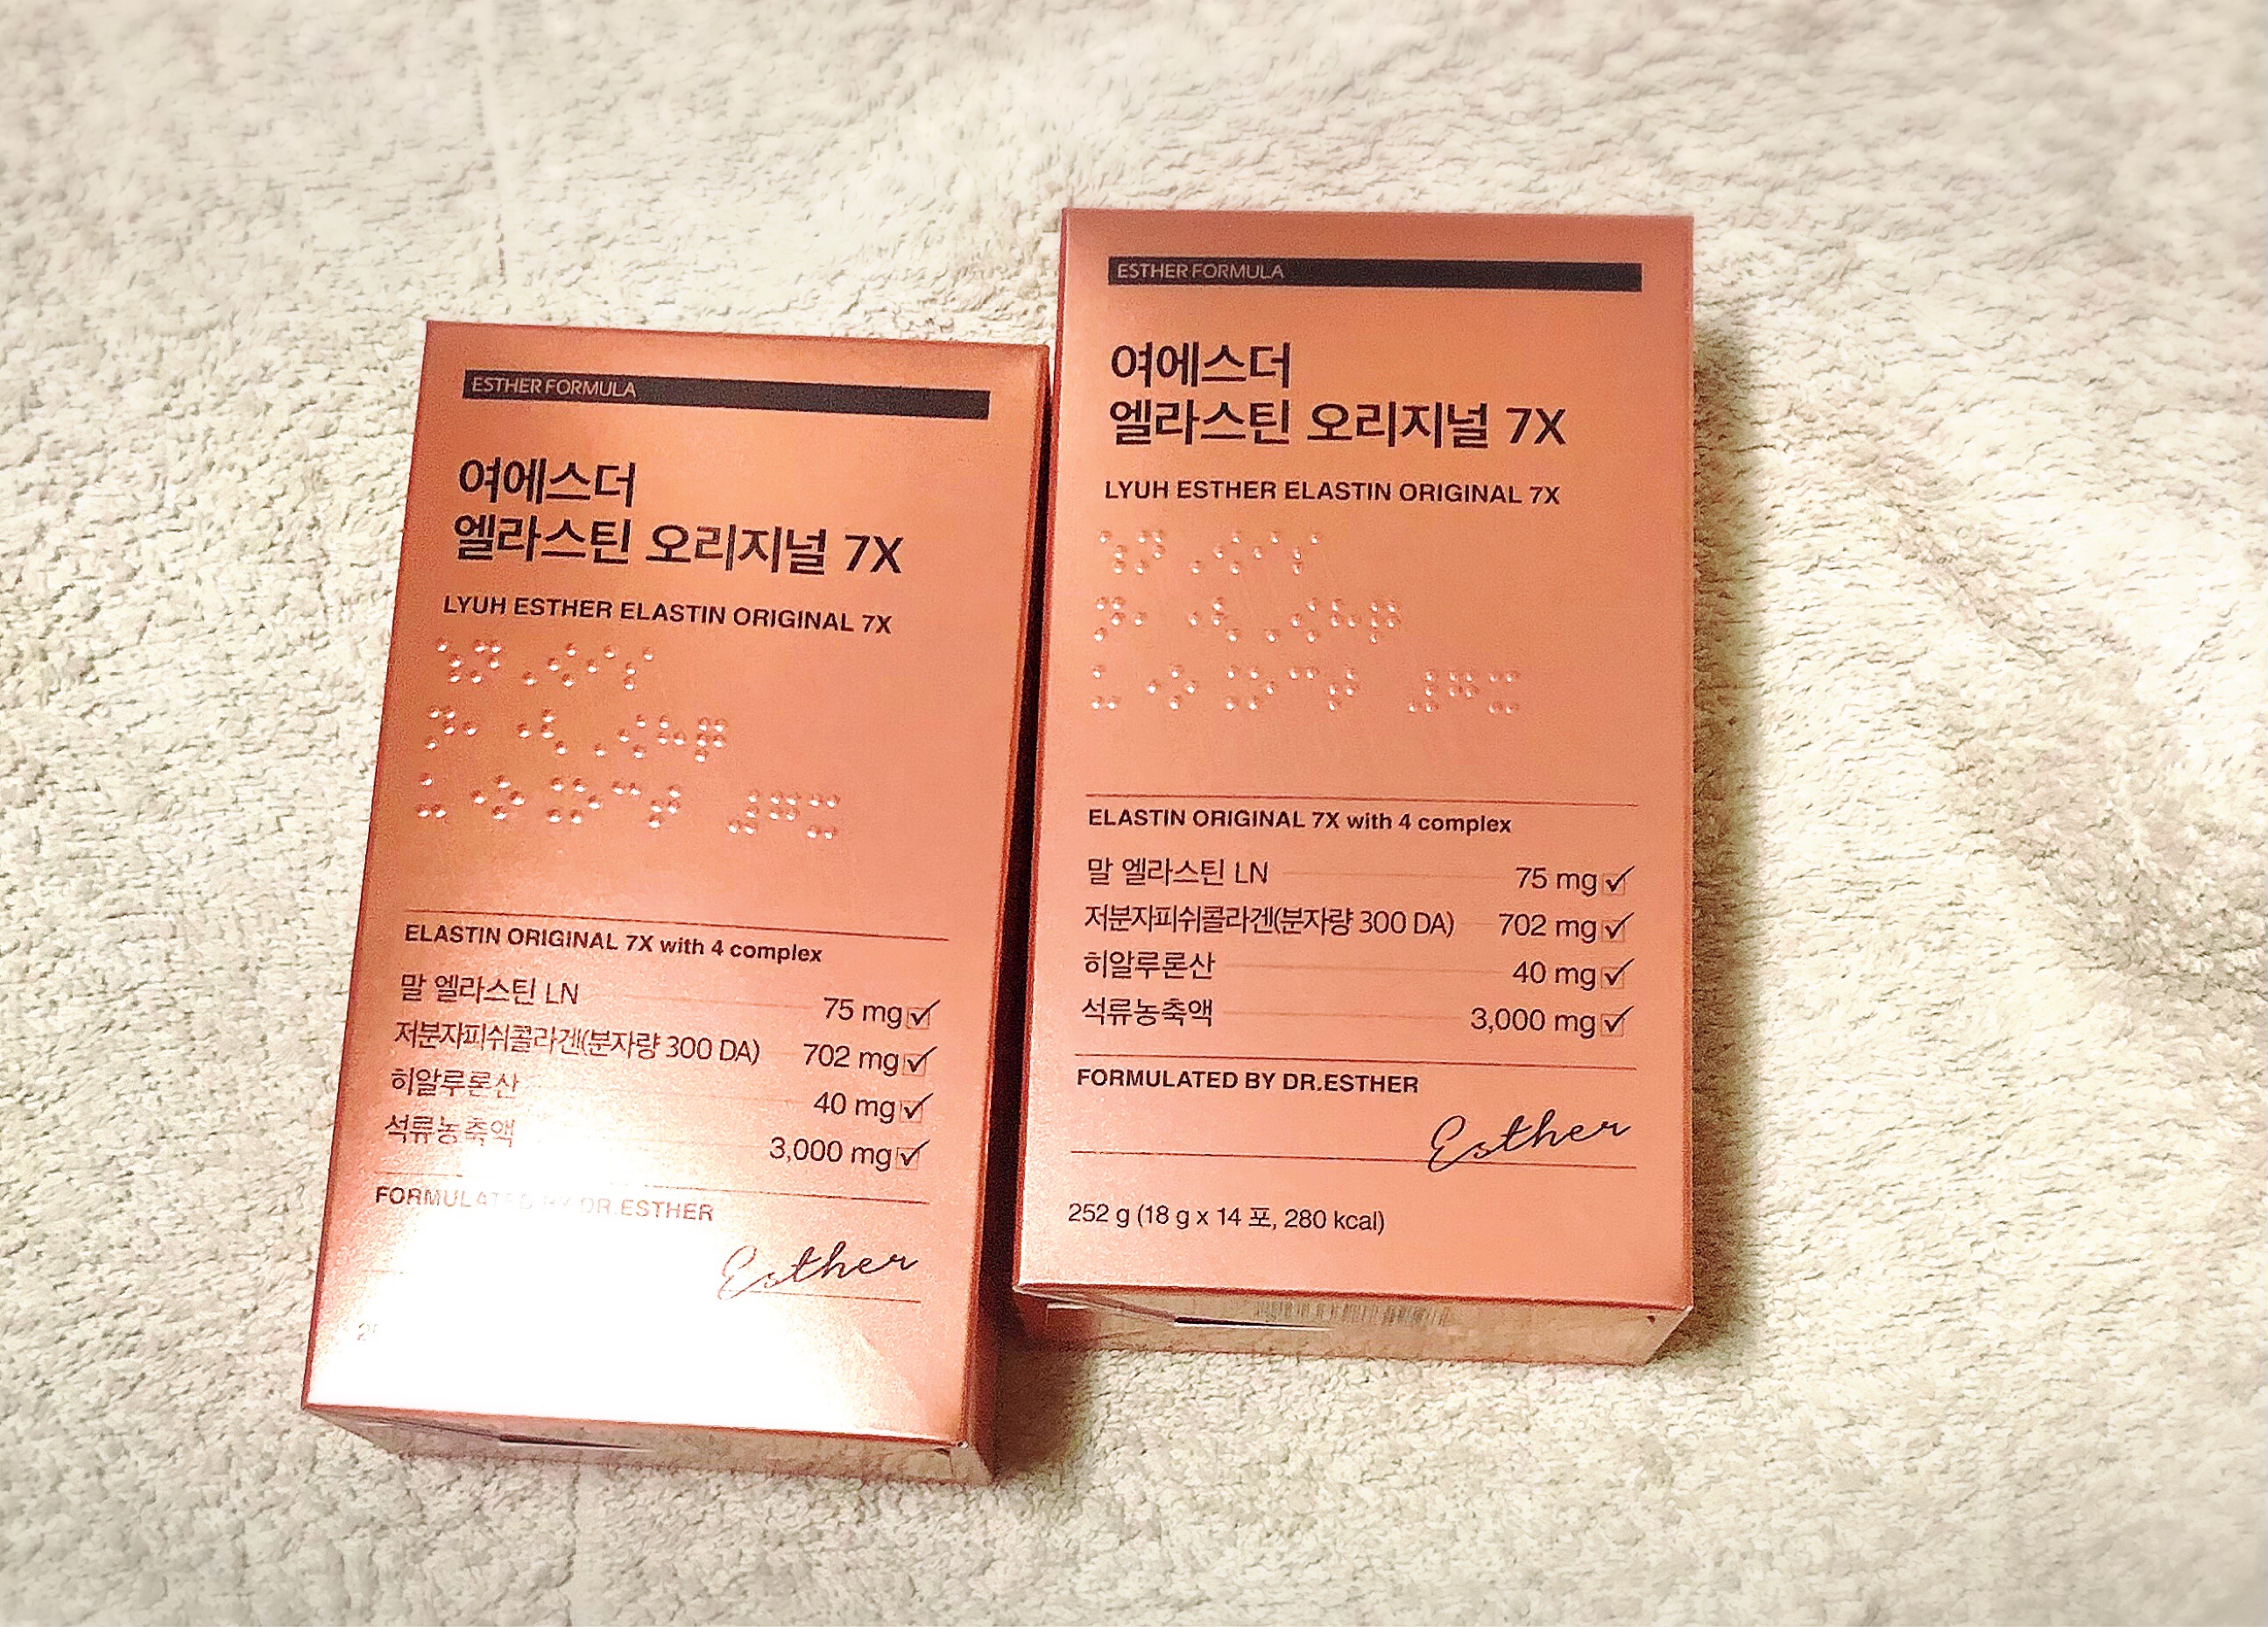 ESTHER FORMULA
여에스더
엘라스틴 오리지널 7X
LYUH ESTHER ELASTIN ORIGINAL 7X
ELASTIN ORIGINAL 7X with 4 complex
말 엘라스틴 LN 75 mg
저분자피쉬콜라겐(분자량 300 DA) 702 mg
히알루론산 40 mg
석류농축액 3,000 mg
FORMULATED BY DR.ESTHER
Esther
ESTHER FORMULA
여에스더
엘라스틴 오리지널 7X
LYUH ESTHER ELASTIN ORIGINAL 7X
ELASTIN ORIGINAL 7X with 4 complex
말 엘라스틴 LN 75 mg
저분자피쉬콜라겐(분자량 300 DA) 702 mg
히알루론산 40 mg
석류농축액 3,000 mg
FORMULATED BY DR.ESTHER
Esther
252 g (18 g x 14 포, 280 kcal)